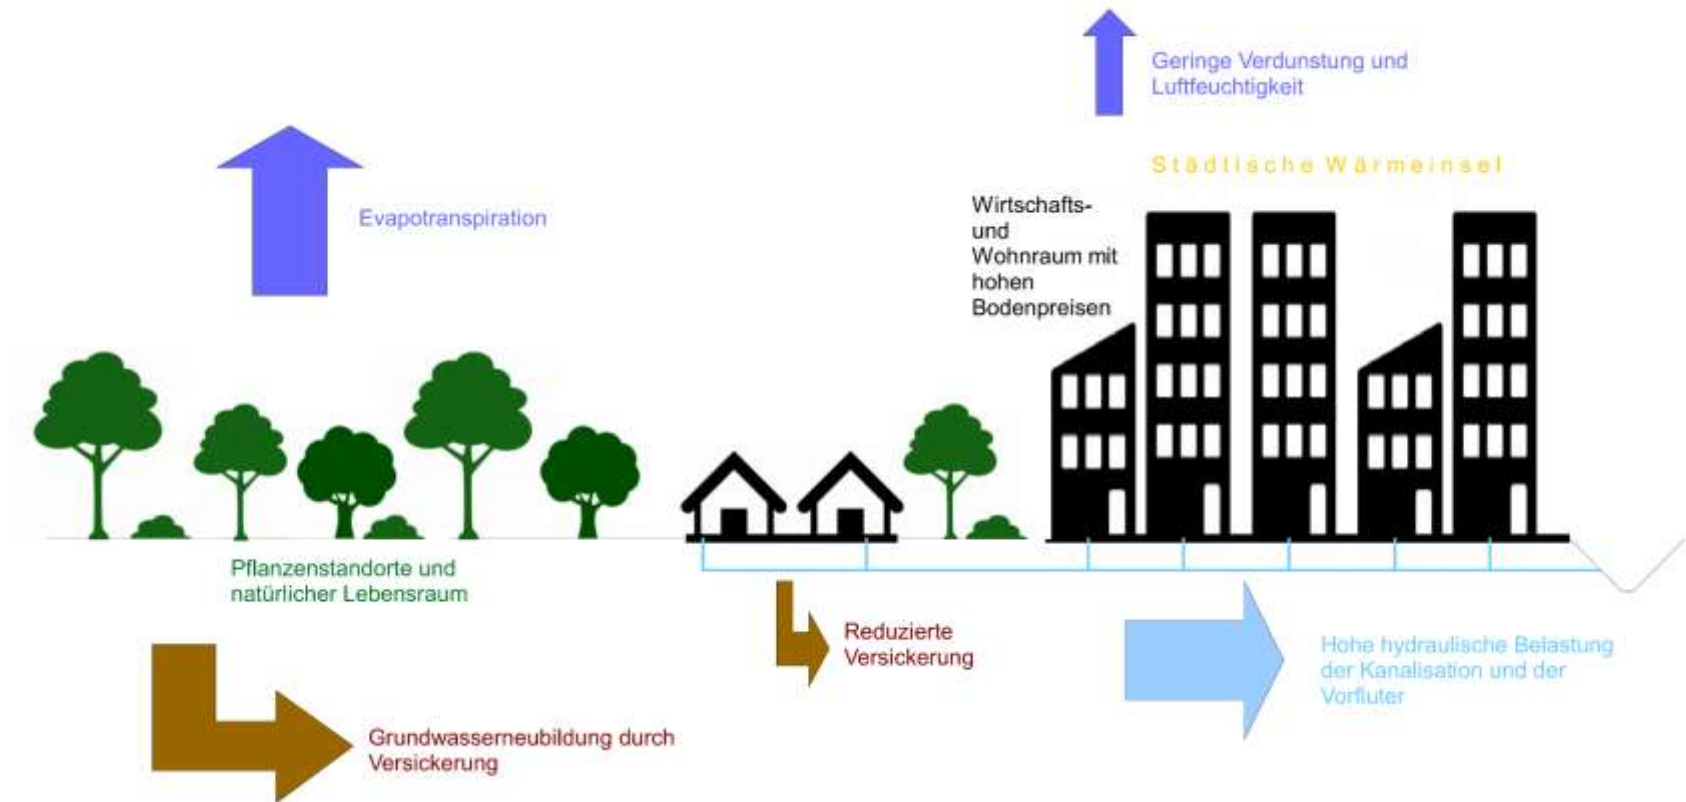 Geringe Verdunstung und
Luftfeuchtigkeit
Städtische Wärmeinsel
Evapotranspiration
Wirtschafts-
und
Wohnraum mit
hohen
Bodenpreisen
Pflanzenstandorte und
natürlicher Lebensraum
Reduzierte
Versickerung
Hohe hydraulische Belastung
der Kanalisation und der
Vorfluter
Grundwasserneubildung durch
Versickerung